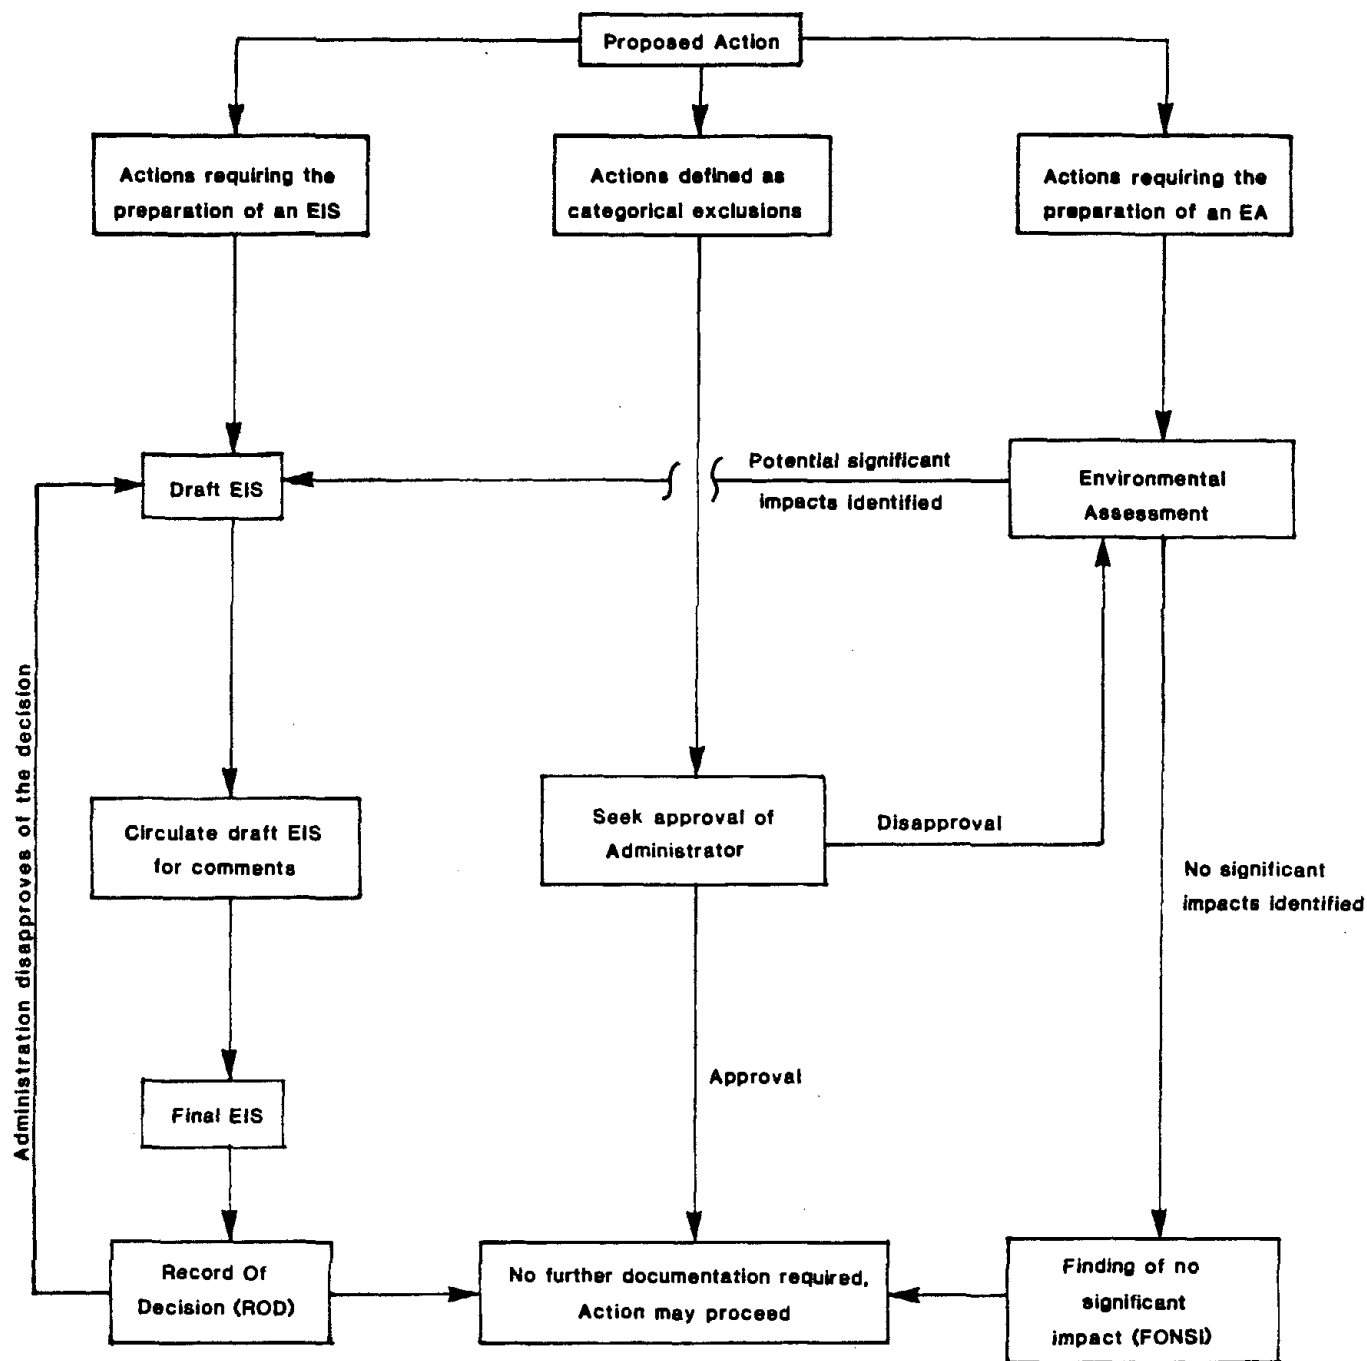 Proposed Action
Actions requiring the
preparation of an EIS
Actions defined as
categorical exclusions
Actions requiring the
preparation of an EA
Draft EIS
Potential significant
impacts identified
Environmental
Assessment
Administration disapproves of the decision
Circulate draft EIS
for comments
Seek approval of
Administrator
Disapproval
No significant
impacts identified
Final EIS
Approval
Record Of
Decision (ROD)
No further documentation required,
Action may proceed
Finding of no
significant
impact (FONSI)